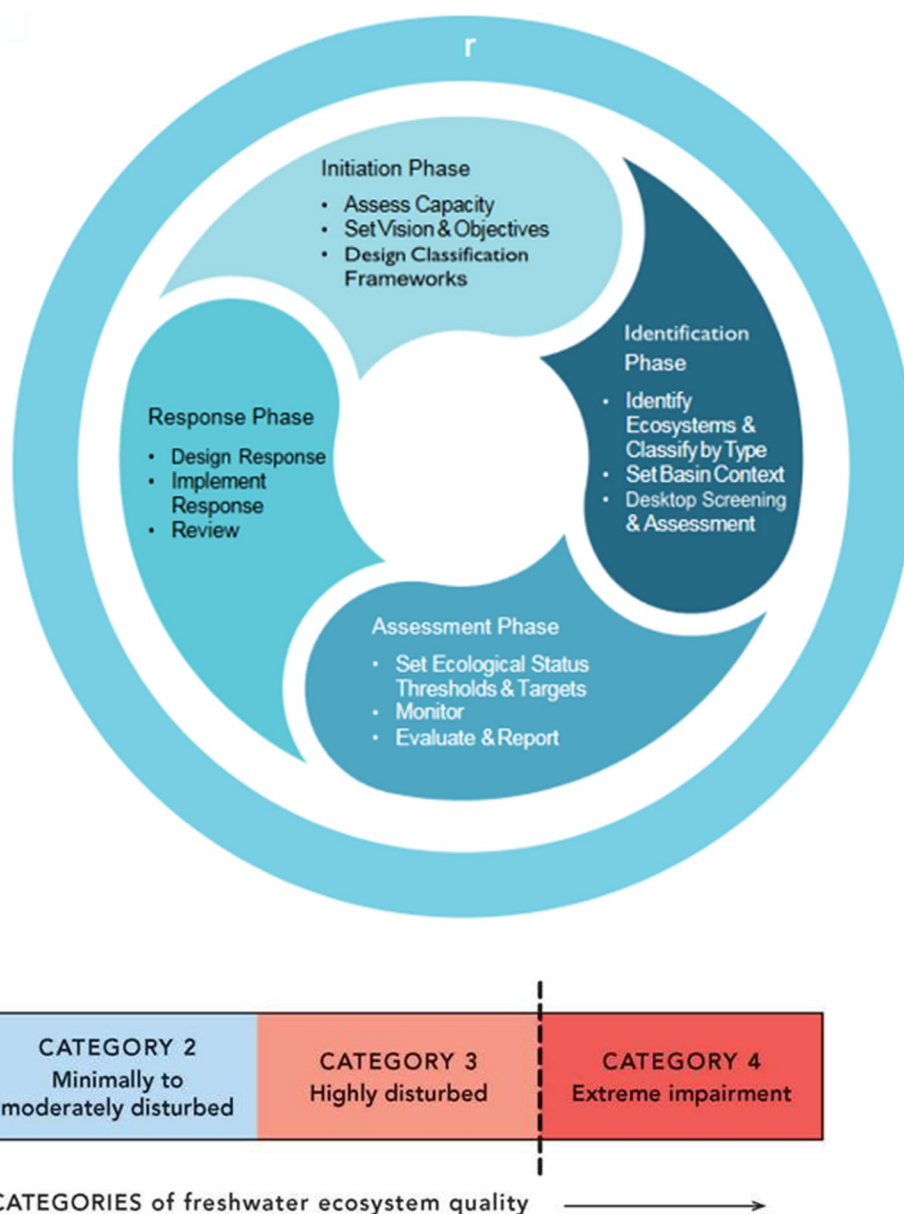 r
Initiation Phase
• Assess Capacity
• Set Vision & Objectives
• Design Classification
Frameworks
Identification
Phase
• Identify
Ecosystems &
Classify by Type
• Set Basin Context
• Desktop Screening
& Assessment
Response Phase
• Design Response
• Implement
Response
• Review
Assessment Phase
• Set Ecological Status
Thresholds & Targets
• Monitor
• Evaluate & Report
CATEGORY 2
Minimally to
moderately disturbed
CATEGORY 3
Highly disturbed
CATEGORY 4
Extreme impairment
CATEGORIES of freshwater ecosystem quality